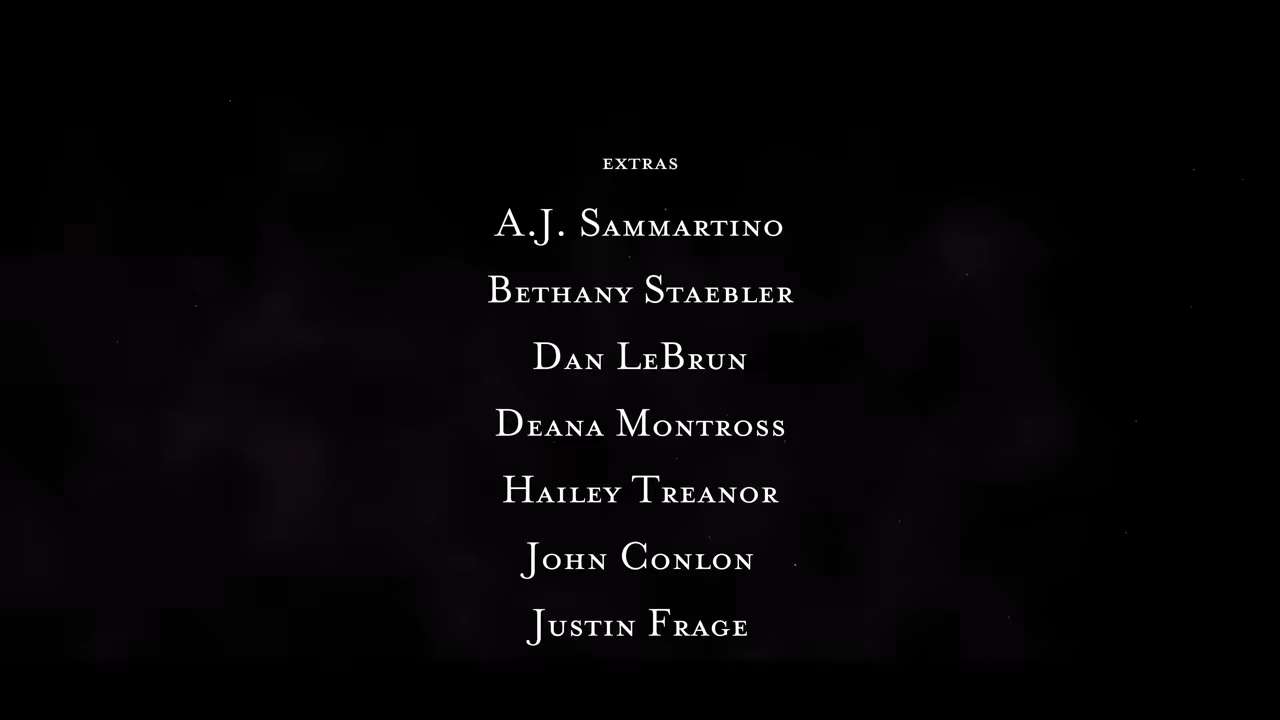 EXTRAS
A.J. Sammartino
Bethany Staebler
Dan LeBrun
Deana Montross
Hailey Treanor
John Conlon
Justin Frage